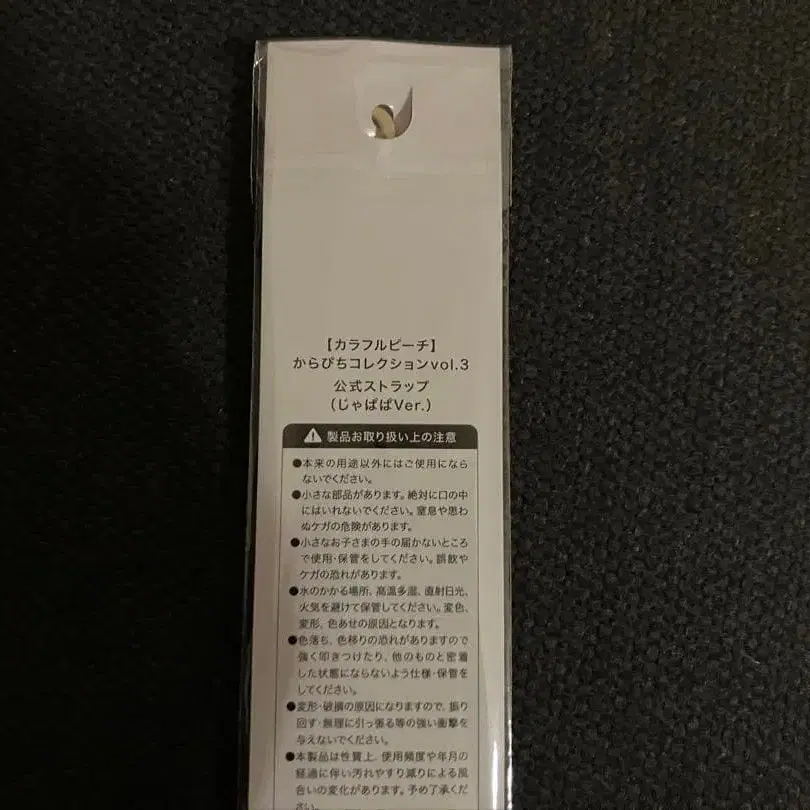 【カラフルピーチ】
からぴちコレクションvol.3
公式ストラップ
(じゃぱぱVer.)
製品お取り扱い上の注意
●本来の用途以外にはご使用になら
ないでください。
●小さな部品があります。絶対に口の中
にはいれないでください。窒息や思わ
ぬケガの危険があります。
●小さなお子さまの手の届かないところ
で使用・保管をしてください。誤飲や
ケガの恐れがあります。
●水のかかる場所、高温多湿、直射日光、
火気を避けて保管してください。変色、
変形、色あせの原因となります。
●色落ち、色移りの恐れがありますので
強く叩きつけたり、他のものと密着
した状態にならないよう仕様・保管を
してください。
●変形・破損の原因になりますので、振り
回す・無理に引っ張る等の強い衝撃を
与えないでください。
●本製品は性質上、使用頻度や年月の
経過に伴い汚れやすり減りによる風
合いの変化があります。予め了承くだ
さい。